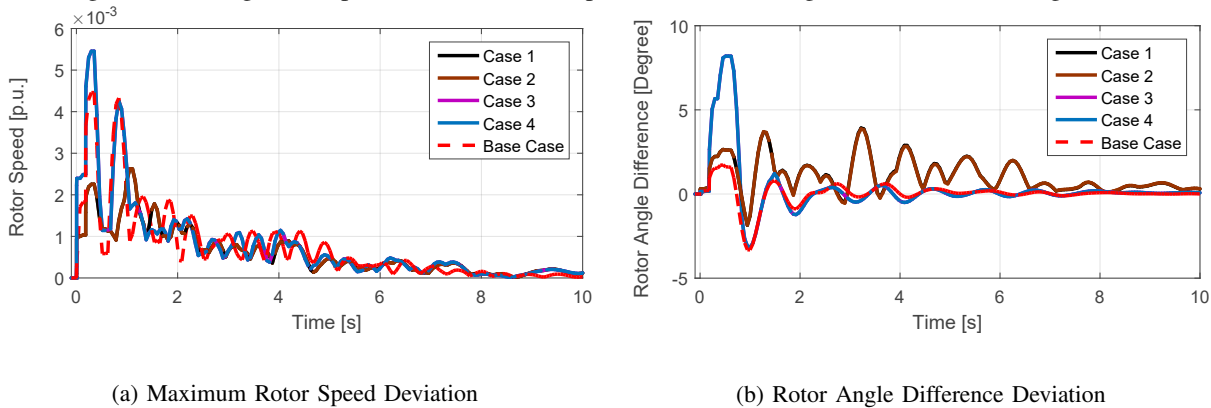 ×10-3
6
5
4
3
2
1
0
Rotor Speed [p.u.]
Case 1
Case 2
Case 3
Case 4
Base Case
0 2 4 6 8 10
Time [s]
(a) Maximum Rotor Speed Deviation
10
5
0
-5
Rotor Angle Difference [Degree]
Case 1
Case 2
Case 3
Case 4
Base Case
0 2 4 6 8 10
Time [s]
(b) Rotor Angle Difference Deviation